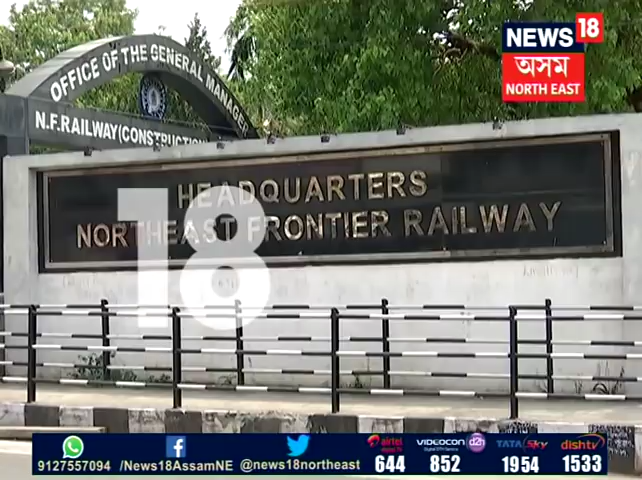 OFFICE OF THE GENERAL MANAGER
N.F.RAILWAY(CONSTRUCTION
HEADQUARTERS
NORTHEAST FRONTIER RAILWAY
18
NEWS 18
অসম
NORTH EAST
9127557094 /News18AssamNE @news18northeast
airtel 644
VIDEOCON d2h 852
TATA Sky 1954
dishtv 1533